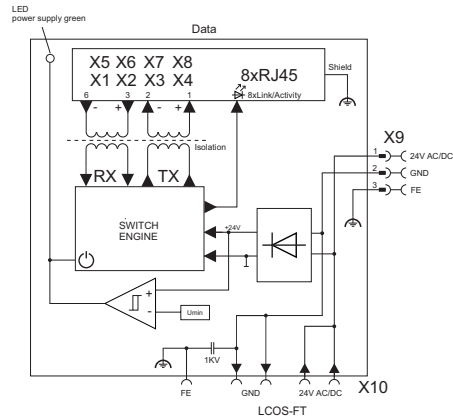 LED
power supply green
Data
X5 X6 X7 X8
X1 X2 X3 X4
8xRJ45
Shield
6 3 2 1
8xLink/Activity
- + - +
Isolation
RX TX
X9
1 24V AC/DC
2 GND
3 FE
SWITCH
ENGINE
+24V
+
-
Umin
1KV
X10
FE GND 24V AC/DC
LCOS-FT